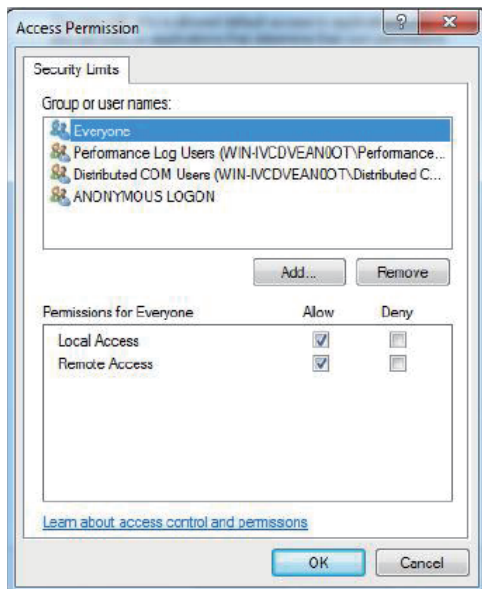 Access Permission
Security Limits
Group or user names:
Everyone
Performance Log Users (WIN-IVCDVEAN0OT\Performance...
Distributed COM Users (WIN-IVCDVEAN0OT\Distributed C...
ANONYMOUS LOGON
Add... Remove
Permissions for Everyone Allow Deny
Local Access
Remote Access
Learn about access control and permissions
OK Cancel